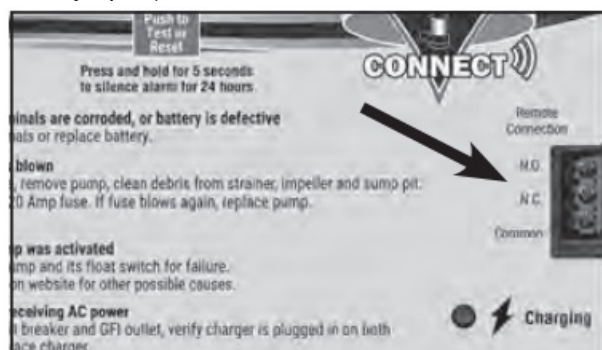 Push to
Test or
Reset
Press and hold for 5 seconds
to silence alarm for 24 hours
CONNECT
Remote
Connection
N.O.
N.C.
Common
minals are corroded, or battery is defective
nals or replace battery.
blown
, remove pump, clean debris from strainer, impeller and sump pit.
20 Amp fuse. If fuse blows again, replace pump.
p was activated
ump and its float switch for failure.
on website for other possible causes.
eceiving AC power
l breaker and GFI outlet, verify charger is plugged in on both
lace charger.
Charging